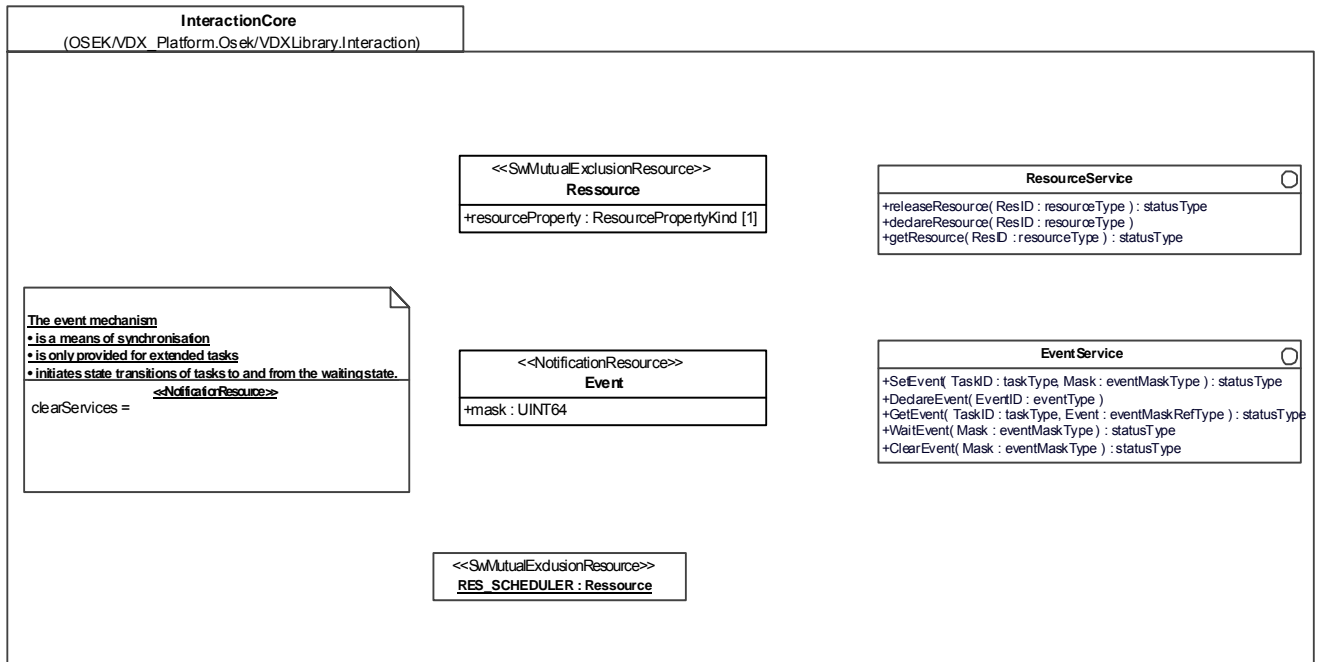 InteractionCore
(OSEK/VDX_Platform.Osek/VDXLibrary.Interaction)
<<SwMutualExclusionResource>>
Ressource
+resourceProperty : ResourcePropertyKind [1]
ResourceService
+releaseResource( ResID : resourceType ) : statusType
+declareResource( ResID : resourceType )
+getResource( ResID : resourceType ) : statusType
The event mechanism
• is a means of synchronisation
• is only provided for extended tasks
• initiates state transitions of tasks to and from the waiting state.
<<NotificationResource>>
clearServices =
<<NotificationResource>>
Event
+mask : UINT64
EventService
+SetEvent( TaskID : taskType, Mask : eventMaskType ) : statusType
+DeclareEvent( EventID : eventType )
+GetEvent( TaskID : taskType, Event : eventMaskRefType ) : statusType
+WaitEvent( Mask : eventMaskType ) : statusType
+ClearEvent( Mask : eventMaskType ) : statusType
<<SwMutualExclusionResource>>
RES_SCHEDULER : Ressource